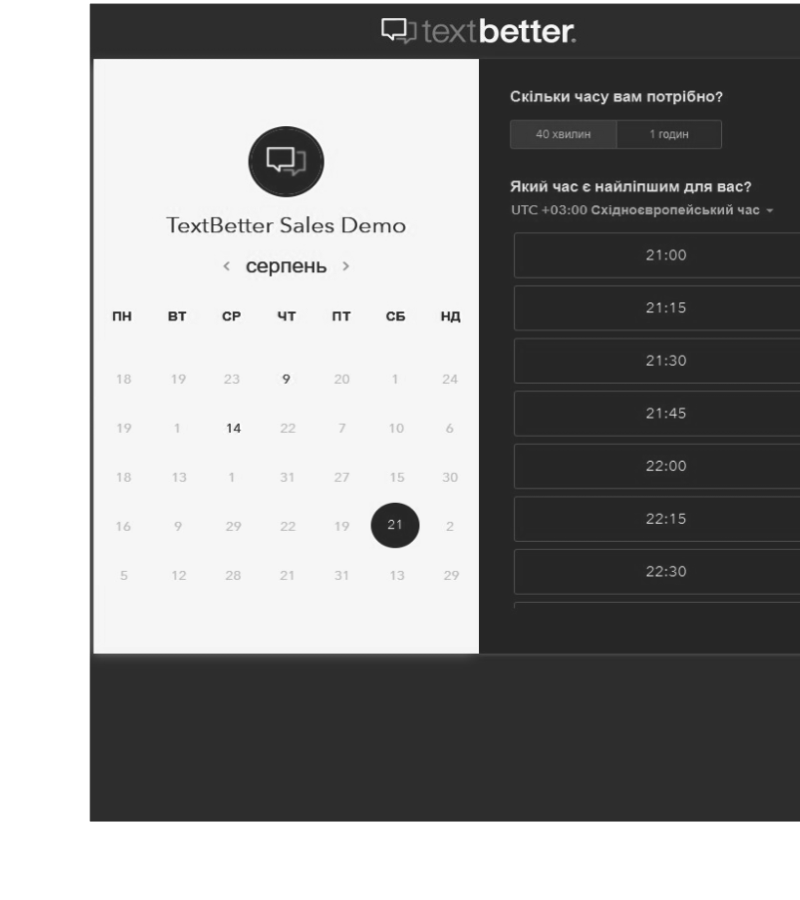 textbetter.
TextBetter Sales Demo
‹ серпень ›
ПН ВТ СР ЧТ ПТ СБ НД
18 19 23 9 20 1 24
19 1 14 22 7 10 6
18 13 1 31 27 15 30
16 9 29 22 19 21 2
5 12 28 21 31 13 29
Скільки часу вам потрібно?
40 хвилин 1 годин
Який час є найліпшим для вас?
UTC +03:00 Східноєвропейський час
21:00
21:15
21:30
21:45
22:00
22:15
22:30